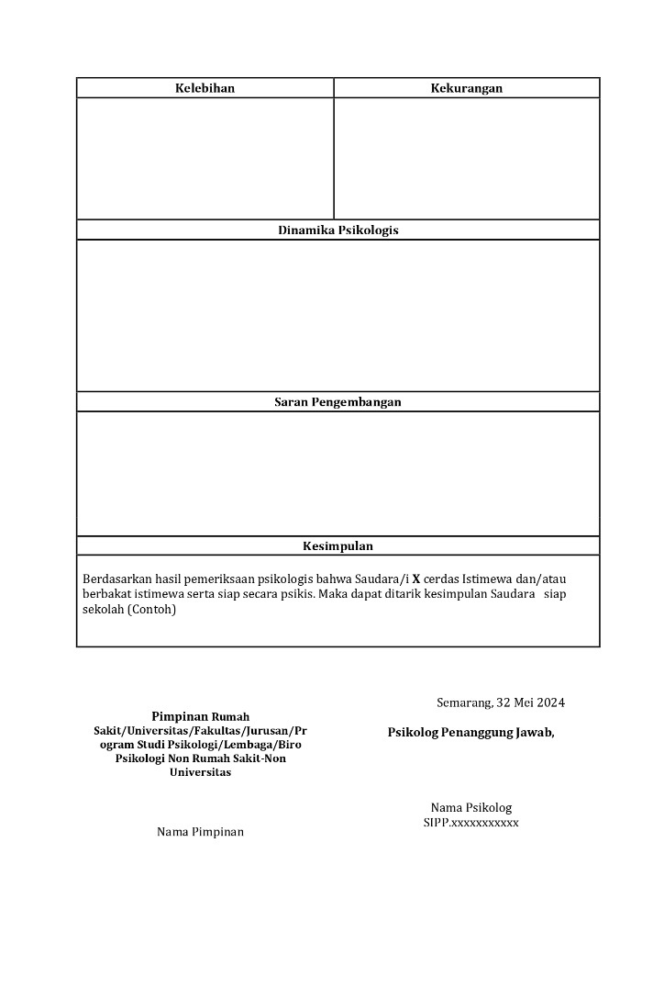 Kelebihan Kekurangan
Dinamika Psikologis
Saran Pengembangan
Kesimpulan
Berdasarkan hasil pemeriksaan psikologis bahwa Saudara/i X cerdas Istimewa dan/atau
berbakat istimewa serta siap secara psikis. Maka dapat ditarik kesimpulan Saudara siap
sekolah (Contoh)
Semarang, 32 Mei 2024
Pimpinan Rumah
Sakit/Universitas/Fakultas/Jurusan/Pr
ogram Studi Psikologi/Lembaga/Biro
Psikologi Non Rumah Sakit-Non
Universitas
Nama Pimpinan
Psikolog Penanggung Jawab,
Nama Psikolog
SIPP.xxxxxxxxxxx